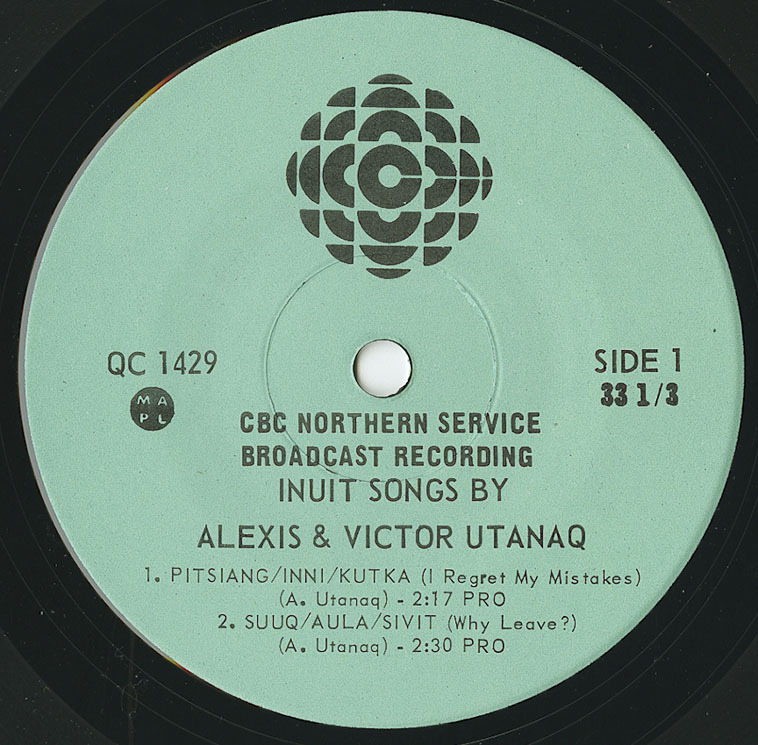 QC 1429
MA
PL
SIDE 1
33 1/3
CBC NORTHERN SERVICE
BROADCAST RECORDING
INUIT SONGS BY
ALEXIS & VICTOR UTANAQ
1. PITSIANG/INNI/KUTKA (I Regret My Mistakes)
(A. Utanaq) - 2:17 PRO
2. SUUQ/AULA/SIVIT (Why Leave?)
(A. Utanaq) - 2:30 PRO